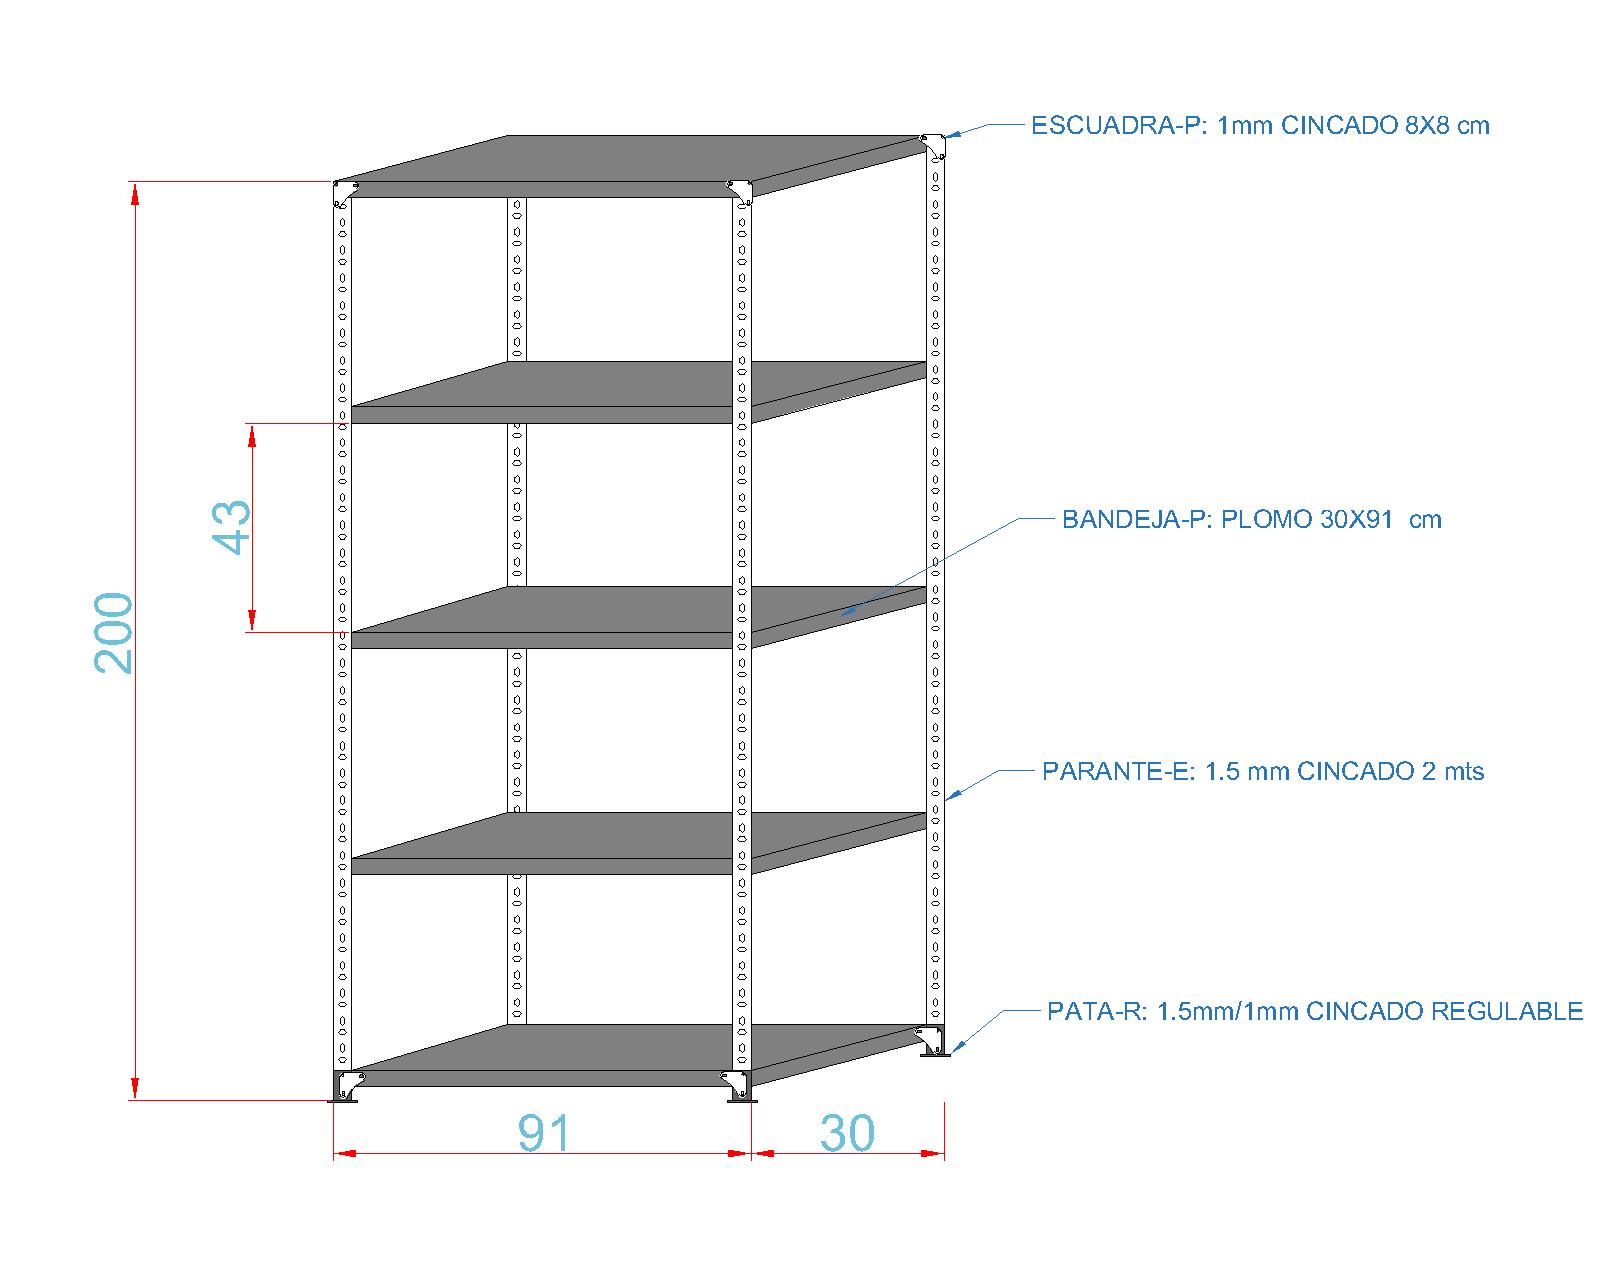 ESCUADRA-P: 1mm CINCADO 8X8 cm
43
BANDEJA-P: PLOMO 30X91 cm
200
PARANTE-E: 1.5 mm CINCADO 2 mts
PATA-R: 1.5mm/1mm CINCADO REGULABLE
91
30